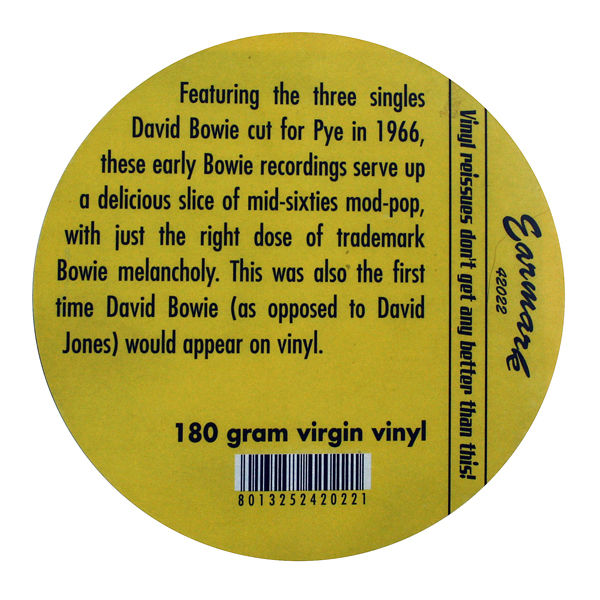 Featuring the three singles
David Bowie cut for Pye in 1966,
these early Bowie recordings serve up
a delicious slice of mid-sixties mod-pop,
with just the right dose of trademark
Bowie melancholy. This was also the first
time David Bowie (as opposed to David
Jones) would appear on vinyl.
180 gram virgin vinyl
8013252420221
Vinyl reissues don't get any better than this!
Earmark
42022